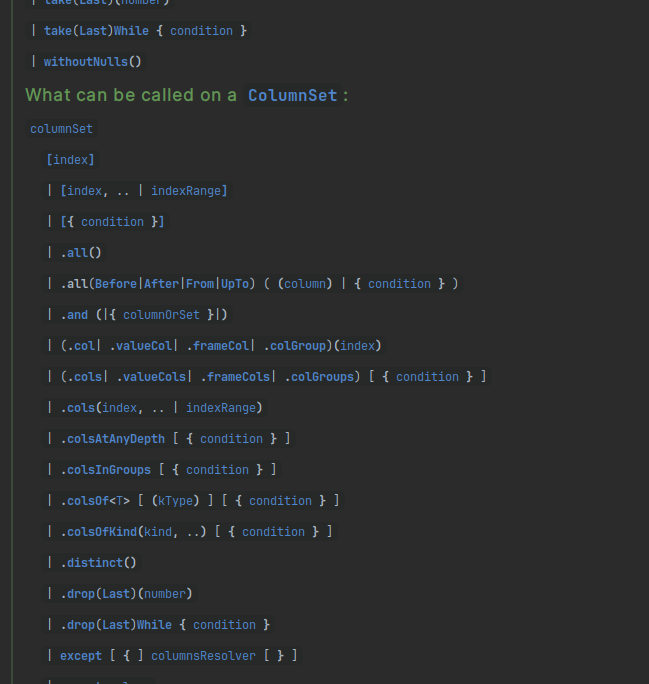 | take(Last)(number)
| take(Last)While { condition }
| withoutNulls()
What can be called on a ColumnSet:
columnSet
[index]
| [index, .. | indexRange]
| [{ condition }]
| .all()
| .all(Before|After|From|UpTo) ( (column) | { condition } )
| .and (|{ columnOrSet }|)
| (.col| .valueCol| .frameCol| .colGroup)(index)
| (.cols| .valueCols| .frameCols| .colGroups) [ { condition } ]
| .cols(index, .. | indexRange)
| .colsAtAnyDepth [ { condition } ]
| .colsInGroups [ { condition } ]
| .colsOf<T> [ (kType) ] [ { condition } ]
| .colsOfKind(kind, ..) [ { condition } ]
| .distinct()
| .drop(Last)(number)
| .drop(Last)While { condition }
| except [ { ] columnsResolver [ } ]